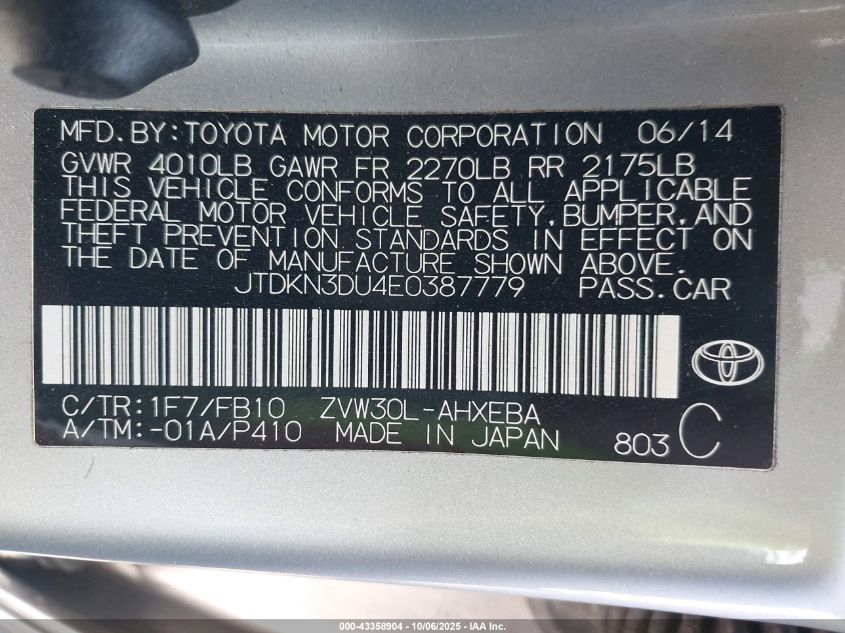 MFD.BY:TOYOTA MOTOR CORPORATION 06/14
GVWR 4010LB GAWR FR 2270LB RR 2175LB
THIS VEHICLE CONFORMS TO ALL APPLICABLE
FEDERAL MOTOR VEHICLE SAFETY,BUMPER,AND
THEFT PREVENTION STANDARDS IN EFFECT ON
THE DATE OF MANUFACTURE SHOWN ABOVE.
JTDKN3DU4E0387779 PASS.CAR
C/TR:1F7/FB10 ZVW30L-AHXEBA
A/TM:-01A/P410 MADE IN JAPAN 803 C
000-43358904 - 10/06/2025 - IAA Inc.